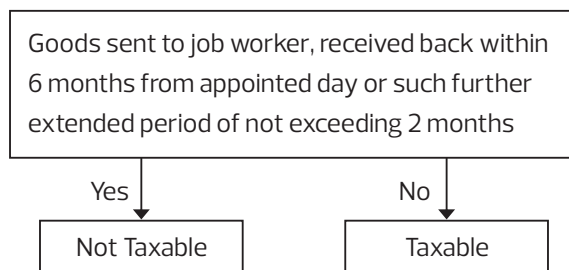 Goods sent to job worker, received back within
6 months from appointed day or such further
extended period of not exceeding 2 months
Yes
No
Not Taxable
Taxable